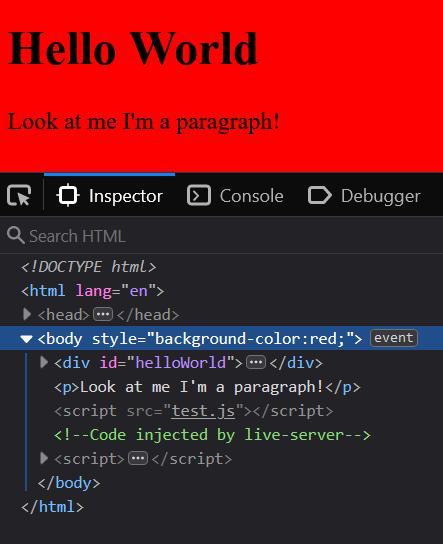 Hello World
Look at me I'm a paragraph!
Inspector Console Debugger
Search HTML
<!DOCTYPE html>
<html lang="en">
<head>···</head>
<body style="background-color:red;"> event
<div id="helloWorld">···</div>
<p>Look at me I'm a paragraph!</p>
<script src="test.js"></script>
<!--Code injected by live-server-->
<script>···</script>
</body>
</html>